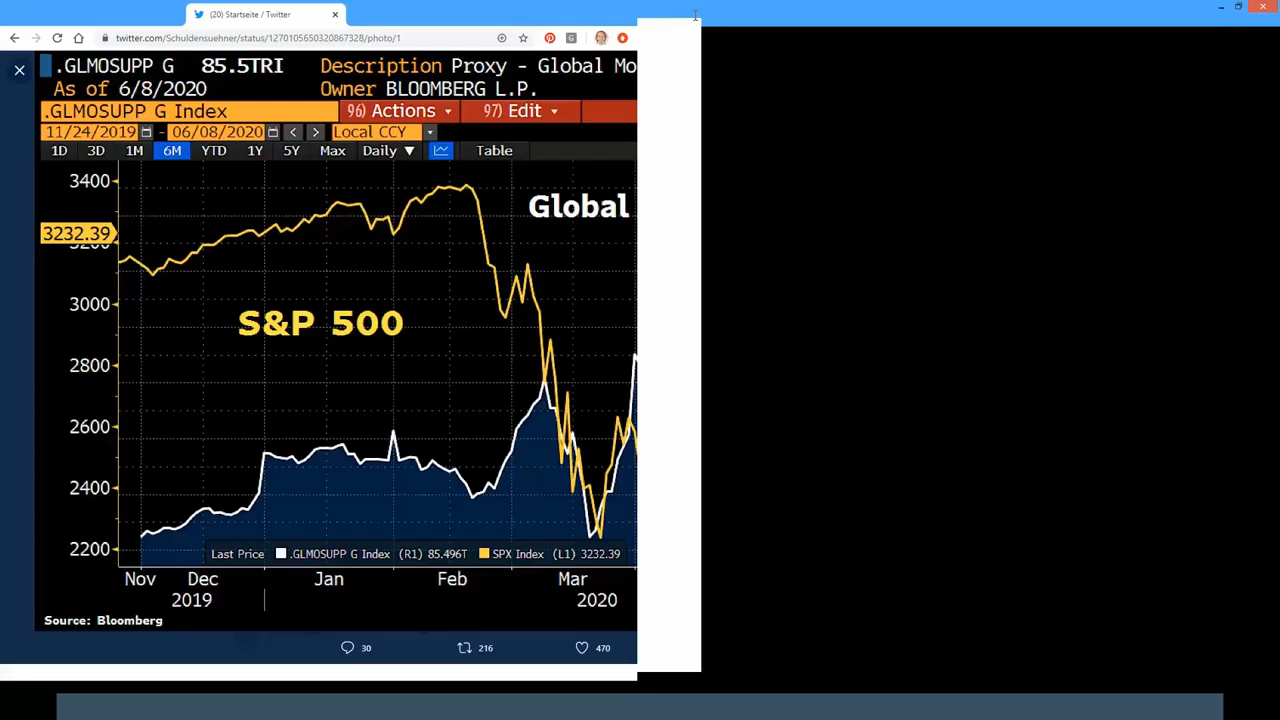 (20) Startseite / Twitter
twitter.com/Schuldensuehner/status/1270105650320867328/photo/1
.GLMOSUPP G 85.5TRI Description Proxy - Global Mo
As of 6/8/2020 Owner BLOOMBERG L.P.
.GLMOSUPP G Index 96) Actions 97) Edit
11/24/2019 - 06/08/2020 Local CCY
1D 3D 1M 6M YTD 1Y 5Y Max Daily Table
3400
Global
3232.39
3200
3000
S&P 500
2800
2600
2400
2200
Last Price .GLMOSUPP G Index (R1) 85.496T SPX Index (L1) 3232.39
Nov Dec Jan Feb Mar
2019 2020
Source: Bloomberg
30 216 470